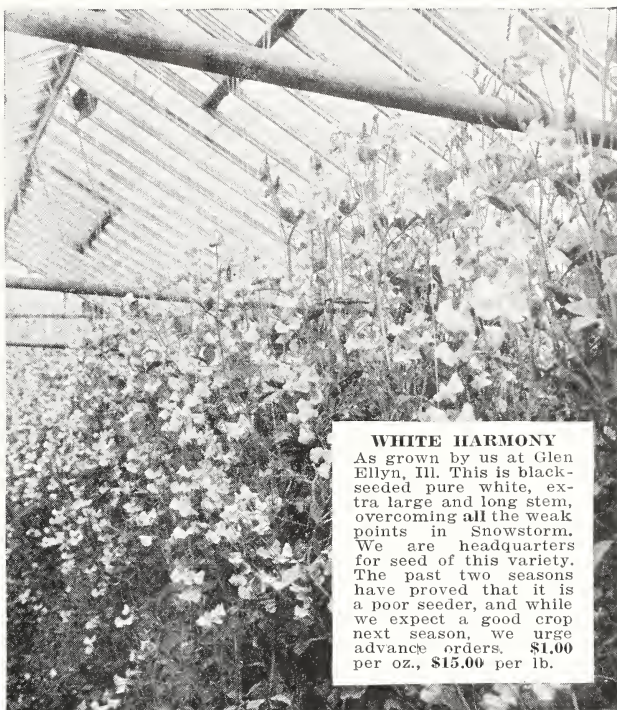 WHITE HARMONY
As grown by us at Glen
Ellyn, Ill. This is black-
seeded pure white, ex-
tra large and long stem,
overcoming all the weak
points in Snowstorm.
We are headquarters
for seed of this variety.
The past two seasons
have proved that it is
a poor seeder, and while
we expect a good crop
next season, we urge
advance orders. $1.00
per oz., $15.00 per lb.